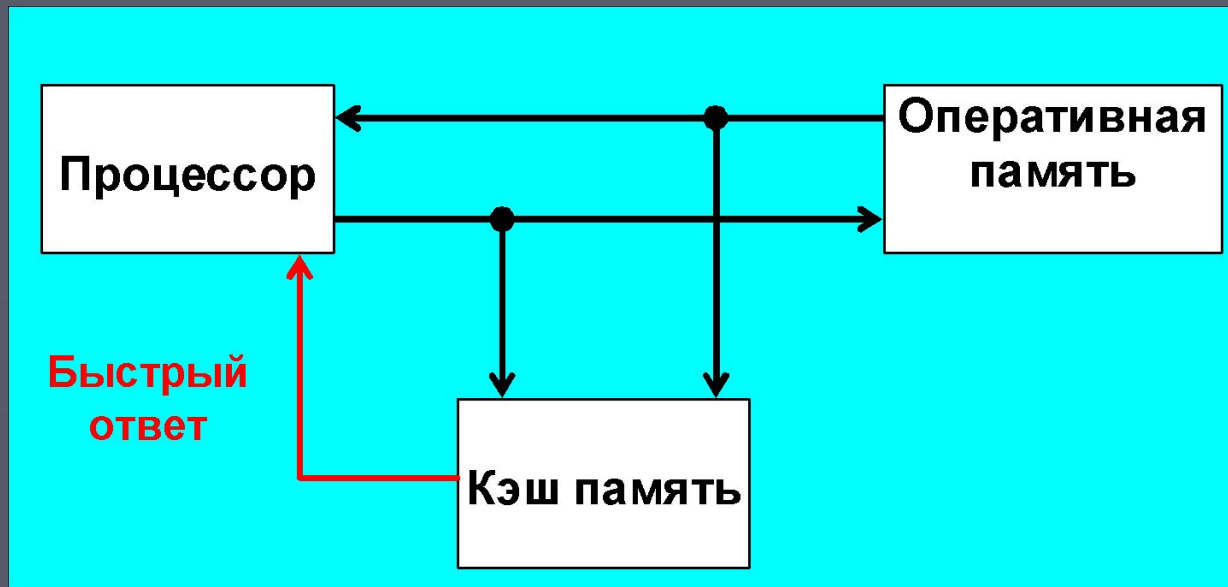 Процессор
Оперативная
память
Быстрый
ответ
Кэш память